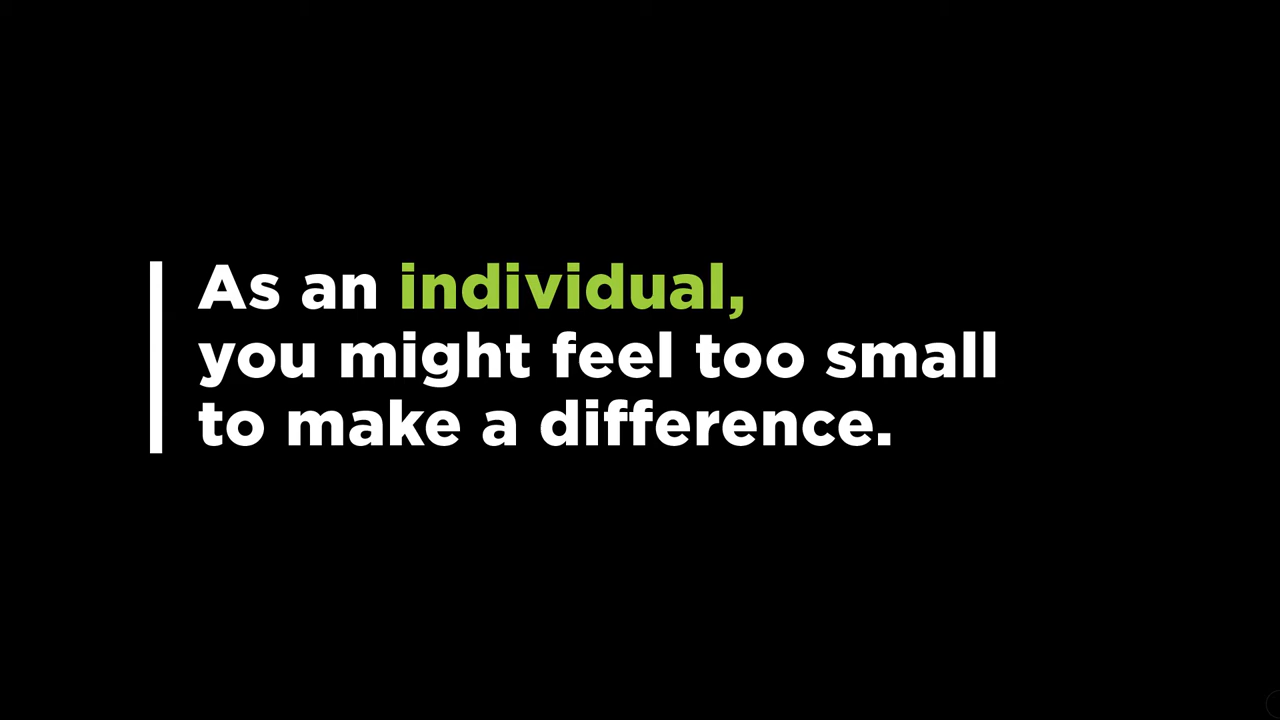 As an individual,
you might feel too small
to make a difference.